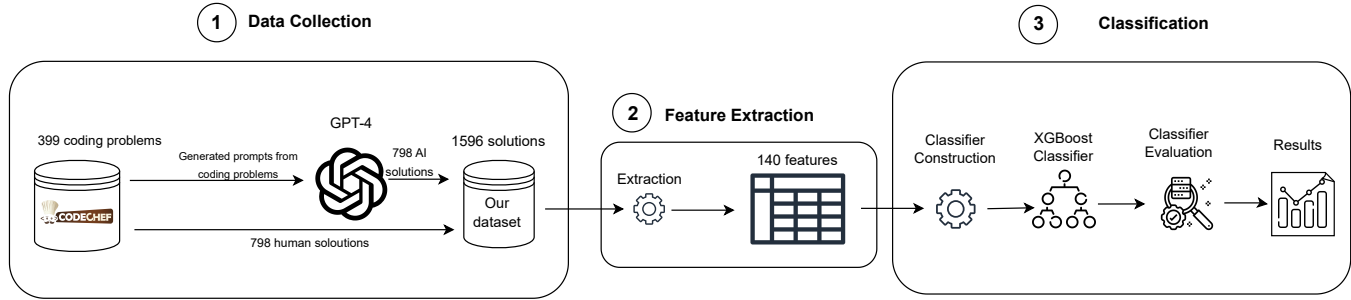 1 Data Collection
399 coding problems
CODECHEF
Generated prompts from
coding problems
GPT-4
798 AI
solutions
1596 solutions
Our
dataset
798 human soloutions
2 Feature Extraction
Extraction
140 features
3 Classification
Classifier
Construction
XGBoost
Classifier
Classifier
Evaluation
Results